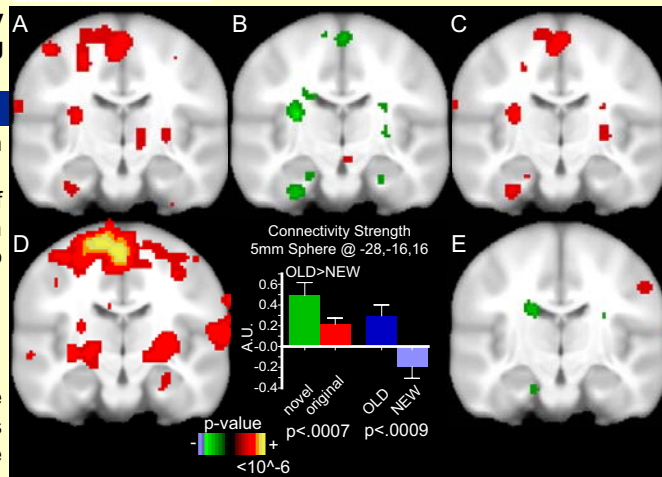 y
g
A
B
C
f
D
Connectivity Strength
5mm Sphere @ -28,-16,16
OLD>NEW
0.6
0.4
0.2
-0.0
-0.2
-0.4
A.U.
novel
original
OLD
NEW
p<.0007
p<.0009
p-value
-
+
<10^-6
E
e
s
e